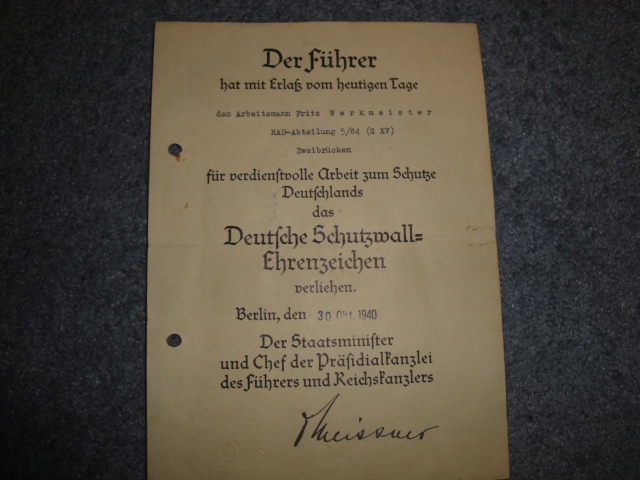 Der Führer
hat mit Erlaß vom heutigen Tage
dem Arbeitsmann Fritz Werkmeister
RAD-Abteilung 5/84 (S XV)
Zweibrücken
für verdienstvolle Arbeit zum Schutze
Deutschlands
das
Deutsche Schutzwall=
Ehrenzeichen
verliehen.
Berlin, den 30 Okt. 1940
Der Staatsminister
und Chef der Präsidialkanzlei
des Führers und Reichskanzlers
Meissner